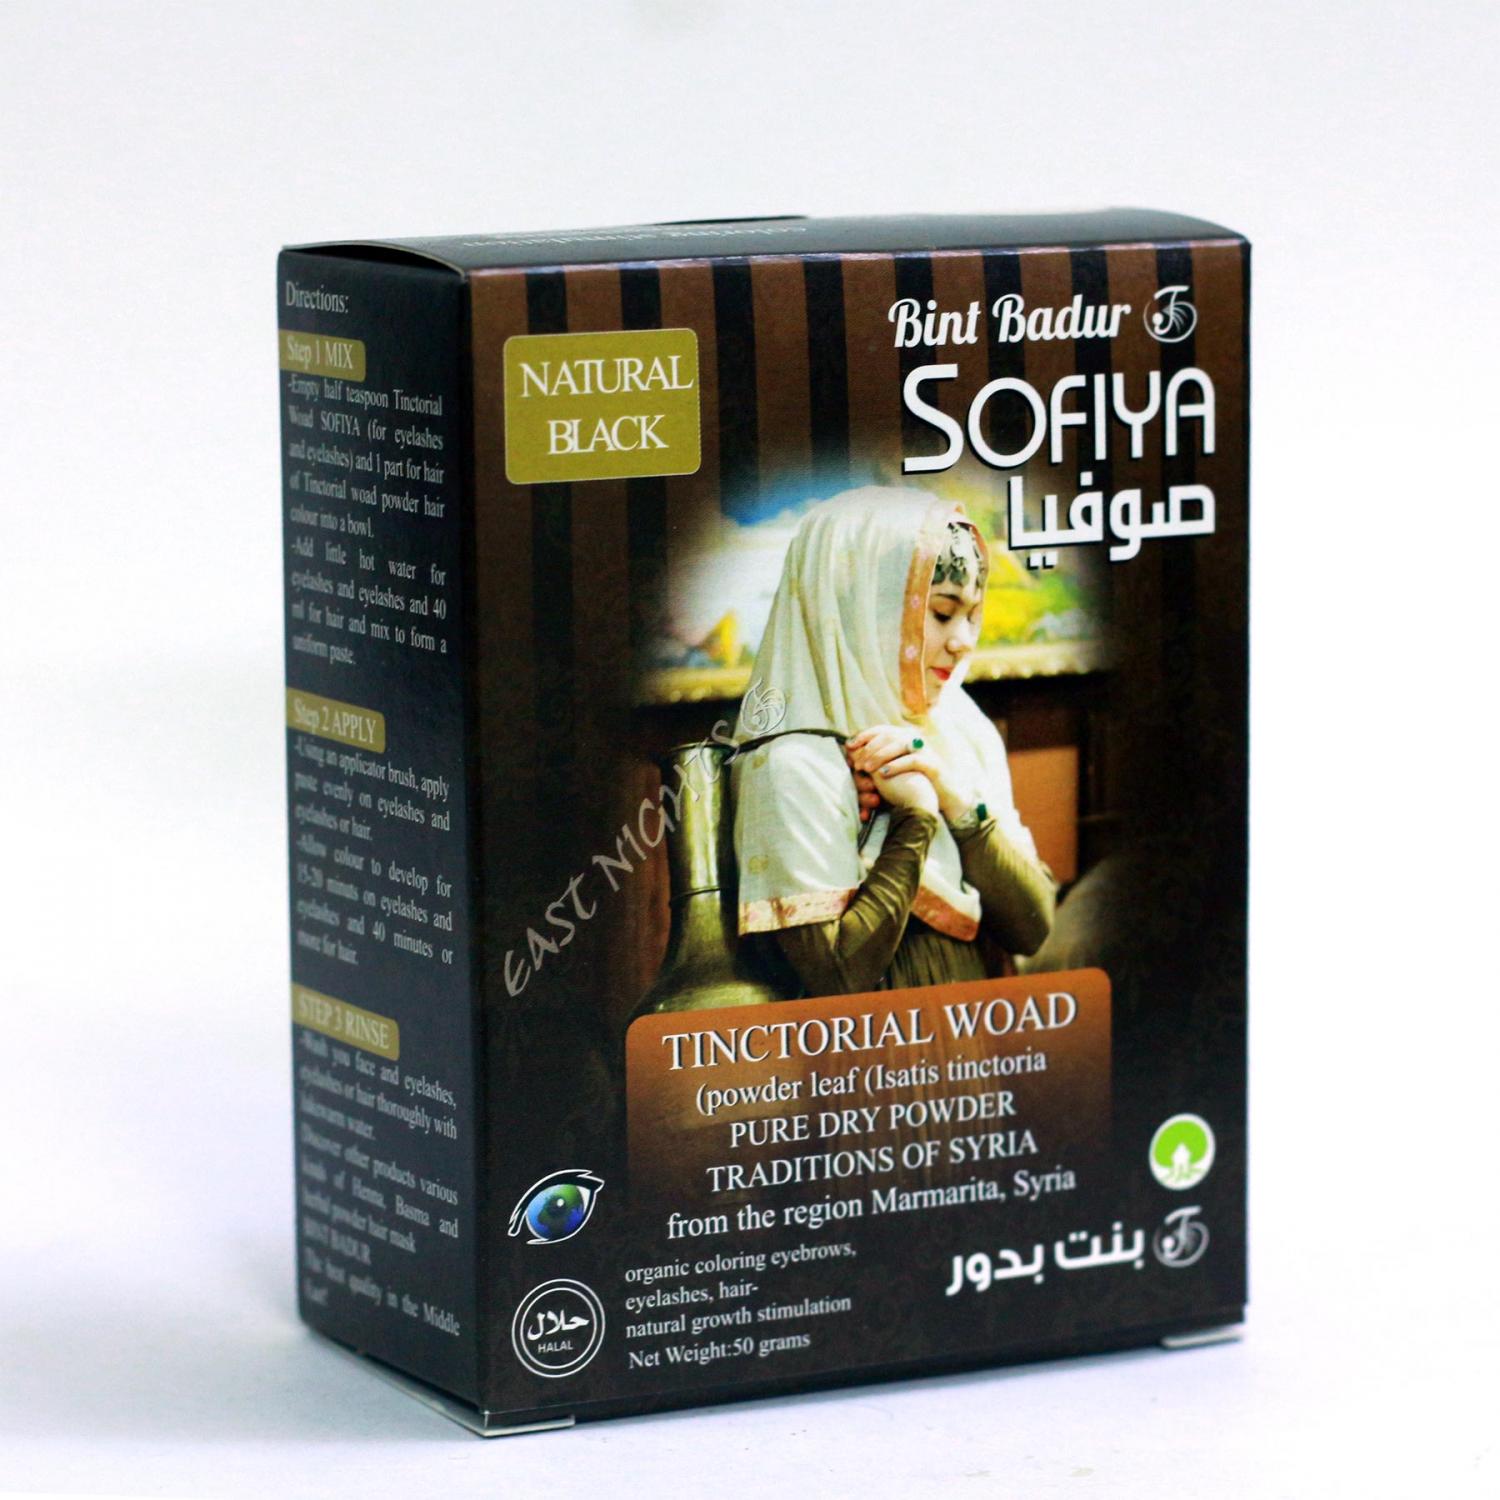 Directions:
Step 1 MIX
-Empty half teaspoon Tinctorial
Woad SOFIYA (for eyelashes
and eyelashes) and 1 part for hair
of Tinctorial woad powder hair
colour into a bowl.
-Add little hot water for
eyelashes and eyelashes and 40
ml for hair and mix to form a
uniform paste.
Step 2 APPLY
-Using an applicator brush, apply
paste evenly on eyelashes and
eyelashes or hair.
-Allow colour to develop for
15-20 minuts on eyelashes and
eyelashes and 40 minutes or
more for hair.
STEP 3 RINSE
-Wash you face and eyelashes,
eyelashes or hair thoroughly with
lukewarm water.
Discover other products various
kinds of Henna, Basma and
herbal powder hair mask
BINT BADUR
The best quality in the Middle
East!
NATURAL
BLACK
Bint Badur
SOFIYA
صوفيا
EAST NIGHTS
TINCTORIAL WOAD
(powder leaf (Isatis tinctoria
PURE DRY POWDER
TRADITIONS OF SYRIA
from the region Marmarita, Syria
organic coloring eyebrows,
eyelashes, hair-
natural growth stimulation
Net Weight:50 grams
حلال
HALAL
بنت بدور